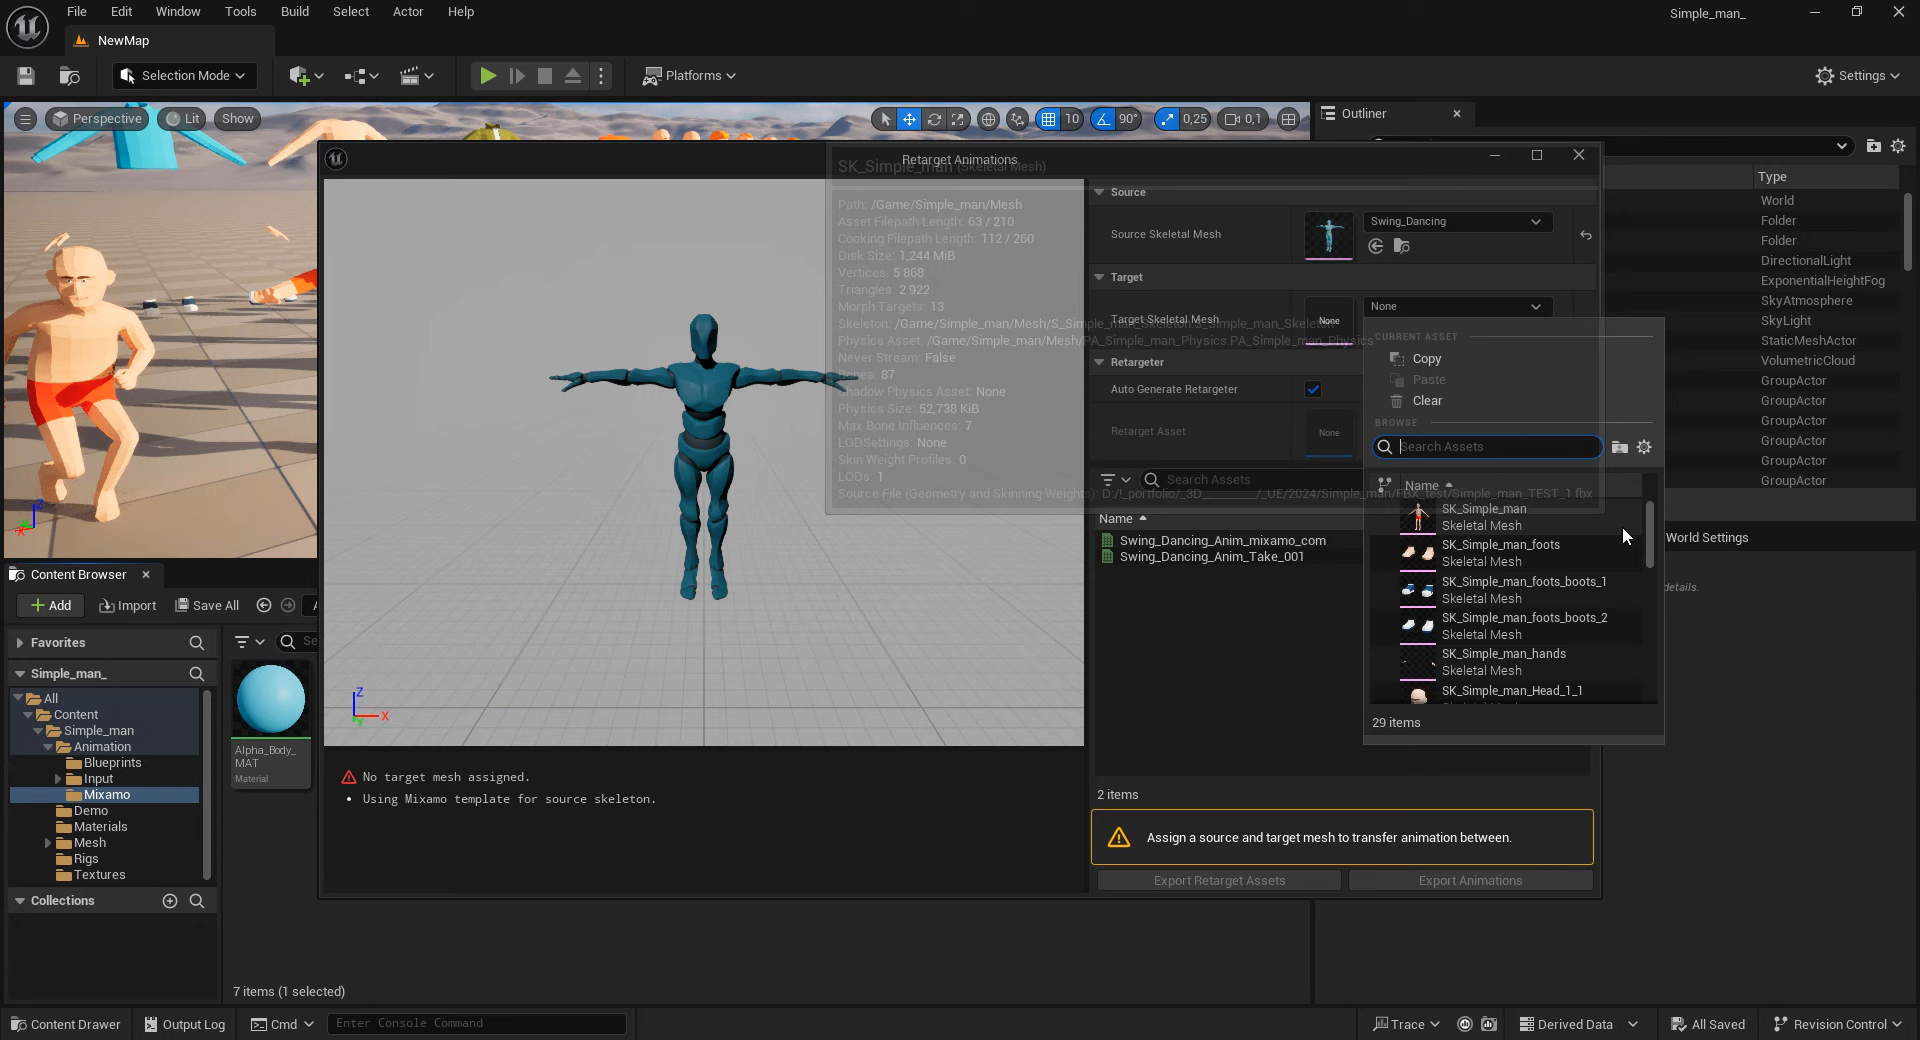 File Edit Window Tools Build Select Actor Help
Simple_man_
NewMap
Selection Mode
Platforms
Settings
Perspective
Lit
Show
10
90°
0,25
0,1
Outliner
Retarget Animations
SK_Simple_man (Skeletal Mesh)
Path: /Game/Simple_man/Mesh
Asset Filepath Length: 63 / 210
Cooking Filepath Length: 112 / 260
Disk Size: 1,244 MiB
Vertices: 5 868
Triangles: 2 922
Morph Targets: 13
Skeleton: /Game/Simple_man/Mesh/S_Simple_man_Skeleton.S_Simple_man_Skeleton
Physics Asset: /Game/Simple_man/Mesh/PA_Simple_man_Physics.PA_Simple_man_Physics
Never Stream: False
Bones: 87
Shadow Physics Asset: None
Physics Size: 52,738 KiB
Max Bone Influences: 7
LODSettings: None
Skin Weight Profiles: 0
LODs: 1
Source File (Geometry and Skinning Weights) D:/!_portfolio/_3D________/_UE/2024/Simple_man/FBX_test/Simple_man_TEST_1.fbx
Source
Source Skeletal Mesh
Swing_Dancing
Target
Target Skeletal Mesh
None
None
Retargeter
Auto Generate Retargeter
Retarget Asset
None
Search Assets
Name
Swing_Dancing_Anim_mixamo_com
Swing_Dancing_Anim_Take_001
2 items
Assign a source and target mesh to transfer animation between.
Export Retarget Assets
Export Animations
CURRENT ASSET
Copy
Paste
Clear
BROWSE
Search Assets
Name
SK_Simple_man
Skeletal Mesh
SK_Simple_man_foots
Skeletal Mesh
SK_Simple_man_foots_boots_1
Skeletal Mesh
SK_Simple_man_foots_boots_2
Skeletal Mesh
SK_Simple_man_hands
Skeletal Mesh
SK_Simple_man_Head_1_1
29 items
Type
World
Folder
Folder
DirectionalLight
ExponentialHeightFog
SkyAtmosphere
SkyLight
StaticMeshActor
VolumetricCloud
GroupActor
GroupActor
GroupActor
GroupActor
GroupActor
GroupActor
World Settings
details.
Z
X
No target mesh assigned.
• Using Mixamo template for source skeleton.
Content Browser
Add
Import
Save All
A
Favorites
Se
Simple_man_
All
Content
Simple_man
Animation
Blueprints
Input
Mixamo
Demo
Materials
Mesh
Rigs
Textures
Collections
Alpha_Body_
MAT
Material
7 items (1 selected)
Content Drawer
Output Log
Cmd
Enter Console Command
Trace
Derived Data
All Saved
Revision Control